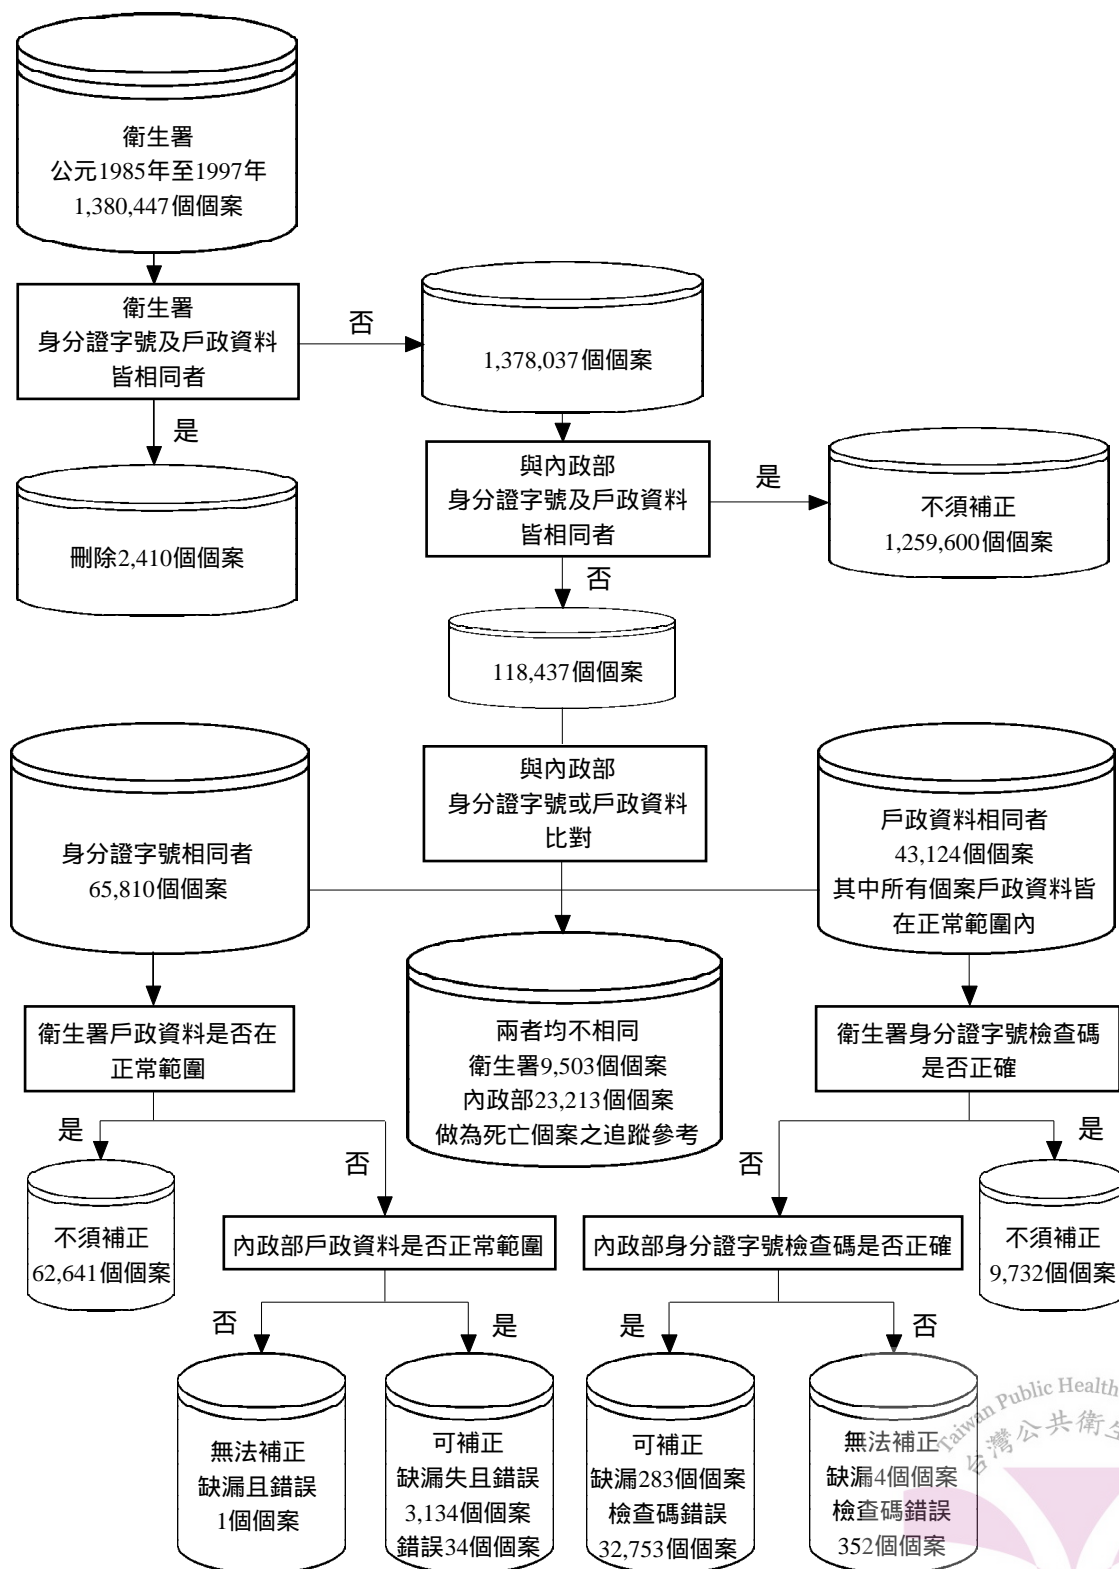 衛生署
公元1985年至1997年
1,380,447個個案
衛生署
身分證字號及戶政資料
皆相同者
否
1,378,037個個案
是
刪除2,410個個案
與內政部
身分證字號及戶政資料
皆相同者
是
不須補正
1,259,600個個案
否
118,437個個案
與內政部
身分證字號或戶政資料
比對
身分證字號相同者
65,810個個案
戶政資料相同者
43,124個個案
其中所有個案戶政資料皆
在正常範圍內
兩者均不相同
衛生署9,503個個案
內政部23,213個個案
做為死亡個案之追蹤參考
衛生署戶政資料是否在
正常範圍
衛生署身分證字號檢查碼
是否正確
是
否
否
是
不須補正
62,641個個案
內政部戶政資料是否正常範圍
內政部身分證字號檢查碼是否正確
不須補正
9,732個個案
否
是
是
否
無法補正
缺漏且錯誤
1個個案
可補正
缺漏失且錯誤
3,134個個案
錯誤34個個案
可補正
缺漏283個個案
檢查碼錯誤
32,753個個案
無法補正
缺漏4個個案
檢查碼錯誤
352個個案
Taiwan Public Health
台灣公共衛生